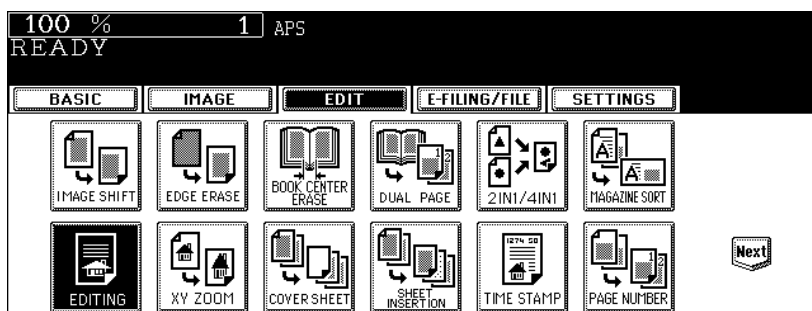 100 % 1 APS
READY
BASIC IMAGE EDIT E-FILING/FILE SETTINGS
IMAGE SHIFT EDGE ERASE BOOK CENTER ERASE DUAL PAGE 2IN1/4IN1 MAGAZINE SORT
EDITING XY ZOOM COVER SHEET SHEET INSERTION TIME STAMP PAGE NUMBER Next